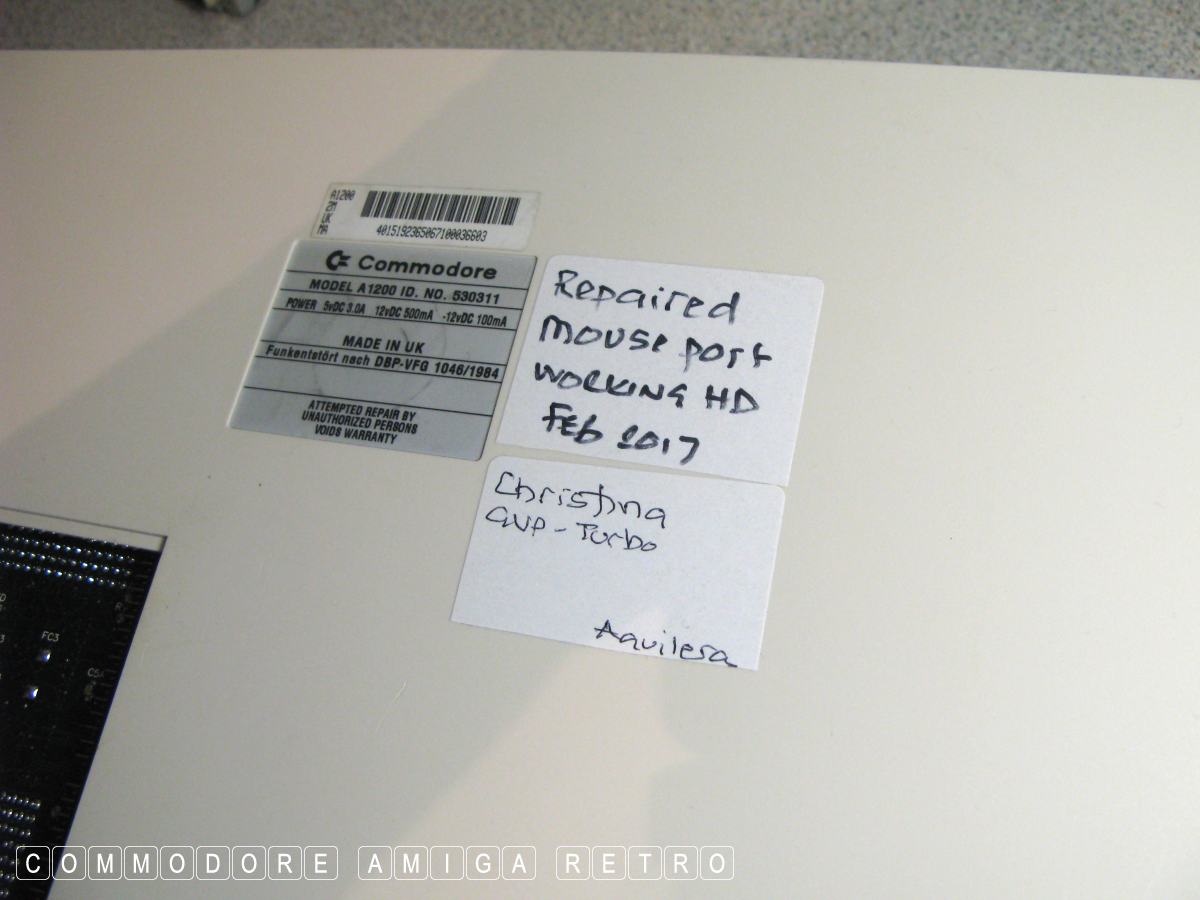 A1200
4015192365067100036603
Commodore
MODEL A1200 ID. NO. 530311
POWER 5vDC 3.0A 12vDC 500mA -12vDC 100mA
MADE IN UK
Funkentstört nach DBP-VFG 1046/1984
ATTEMPTED REPAIR BY
UNAUTHORIZED PERSONS
VOIDS WARRANTY
Repaired
Mouse port
WORKING HD
FEb 2017
Christina
GVP - Turbo
Aquilera
FC3
COMMODORE AMIGA RETRO